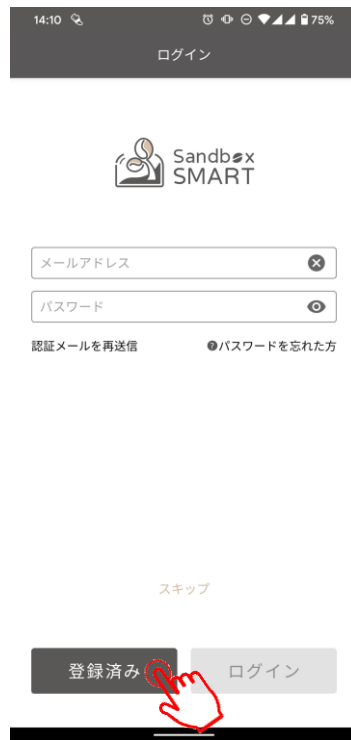 14:10 75%
ログイン
Sandbox
SMART
メールアドレス
パスワード
認証メールを再送信 ?パスワードを忘れた方
スキップ
登録済み ログイン